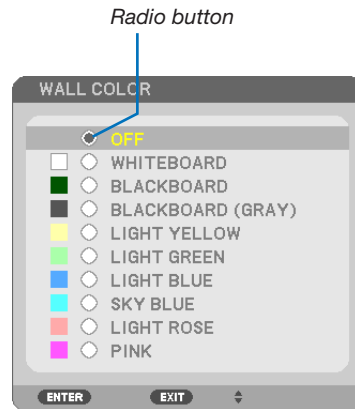 Radio button
WALL COLOR
OFF
WHITEBOARD
BLACKBOARD
BLACKBOARD (GRAY)
LIGHT YELLOW
LIGHT GREEN
LIGHT BLUE
SKY BLUE
LIGHT ROSE
PINK
ENTER EXIT